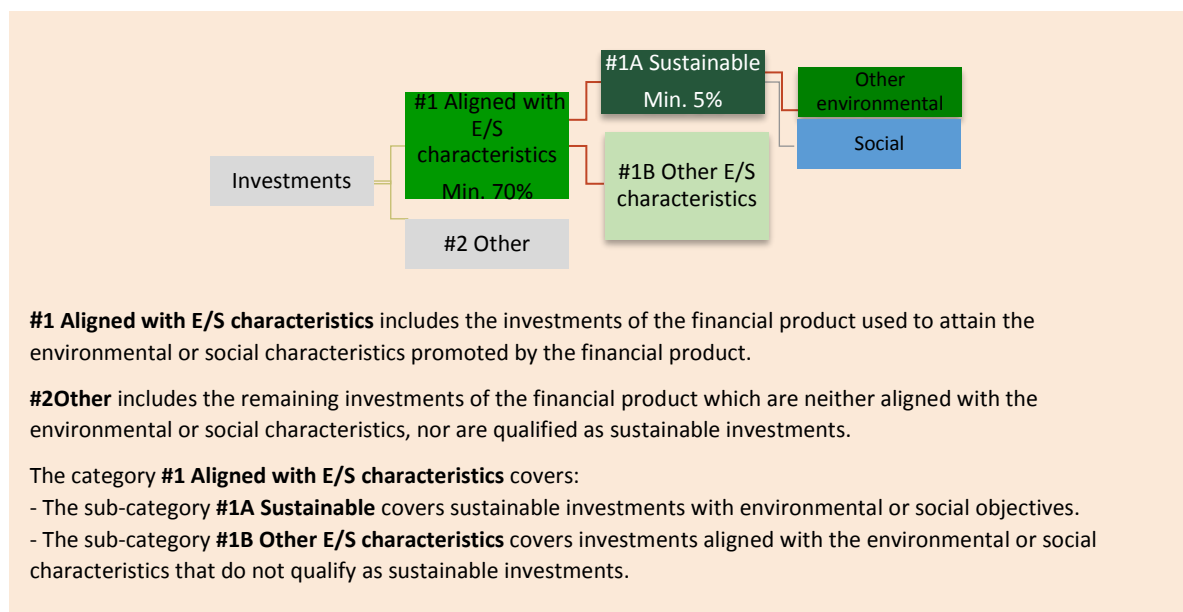 #1A Sustainable
Min. 5%
Other
environmental
#1 Aligned with
E/S
characteristics
Min. 70%
Social
Investments
#1B Other E/S
characteristics
#2 Other
#1 Aligned with E/S characteristics includes the investments of the financial product used to attain the
environmental or social characteristics promoted by the financial product.
#2Other includes the remaining investments of the financial product which are neither aligned with the
environmental or social characteristics, nor are qualified as sustainable investments.
The category #1 Aligned with E/S characteristics covers:
- The sub-category #1A Sustainable covers sustainable investments with environmental or social objectives.
- The sub-category #1B Other E/S characteristics covers investments aligned with the environmental or social
characteristics that do not qualify as sustainable investments.